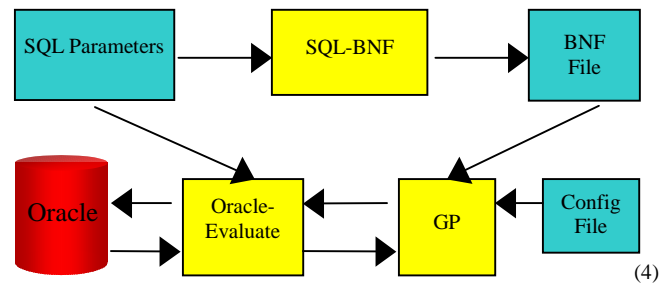 SQL Parameters
SQL-BNF
BNF
File
Oracle
Oracle-
Evaluate
GP
Config
File
(4)